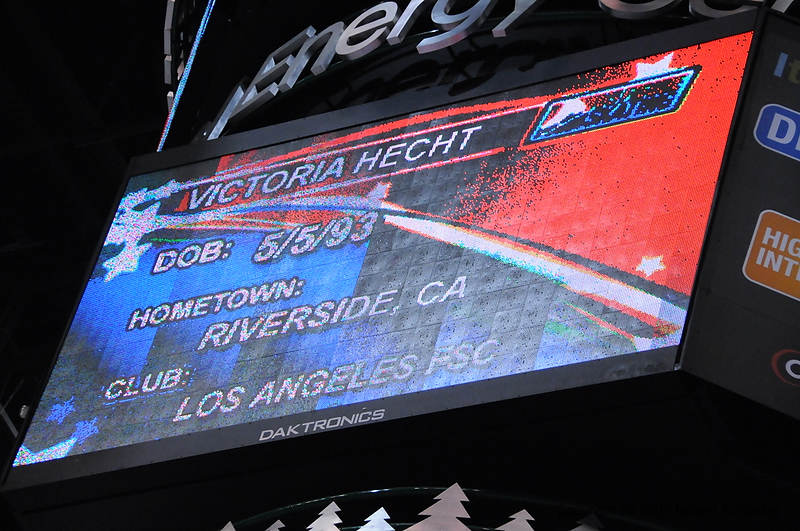 Energy
VICTORIA HECHT
DOB: 5/5/93
HOMETOWN:
RIVERSIDE, CA
CLUB:
LOS ANGELES FSC
DAKTRONICS